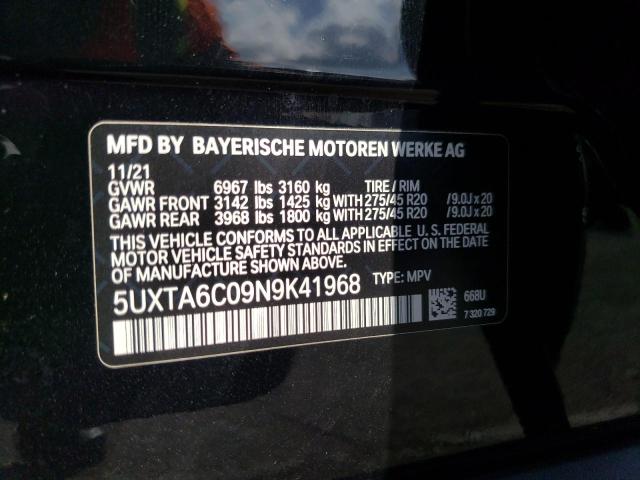 MFD BY BAYERISCHE MOTOREN WERKE AG
11/21
GVWR 6967 lbs 3160 kg TIRE / RIM
GAWR FRONT 3142 lbs 1425 kg WITH 275/45 R20 /9.0J x 20
GAWR REAR 3968 lbs 1800 kg WITH 275/45 R20 /9.0J x 20
THIS VEHICLE CONFORMS TO ALL APPLICABLE U. S. FEDERAL
MOTOR VEHICLE SAFETY STANDARDS IN EFFECT ON THE DATE
OF MANUFACTURE SHOWN ABOVE.
5UXTA6C09N9K41968 TYPE: MPV
668U
7 320 729